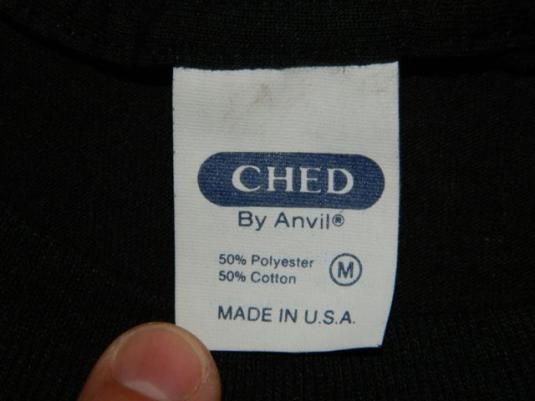 CHED
By Anvil®
50% Polyester
50% Cotton
M
MADE IN U.S.A.